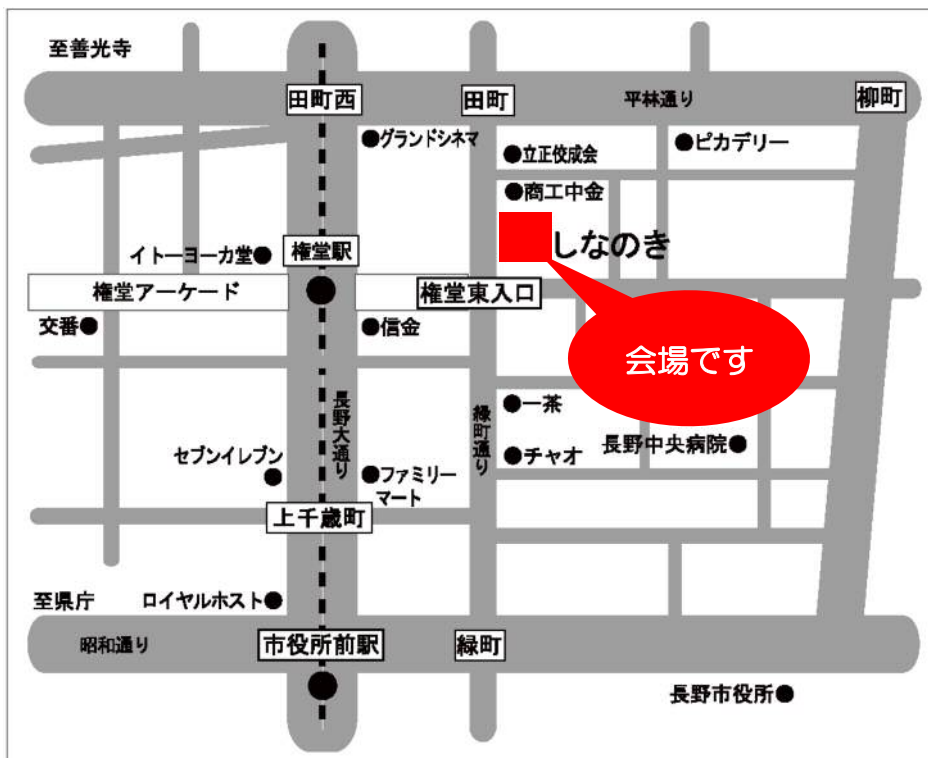 至善光寺
田町西
田町
平林通り
柳町
●グランドシネマ
●立正佼成会
●ピカデリー
●商工中金
しなのき
イトーヨーカ堂●
権堂駅
権堂アーケード
権堂東入口
交番●
●信金
会場です
長野大通り
緑町通り
●一茶
●チャオ
長野中央病院●
セブンイレブン
●ファミリー
マート
上千歳町
至県庁
ロイヤルホスト●
昭和通り
市役所前駅
緑町
長野市役所●